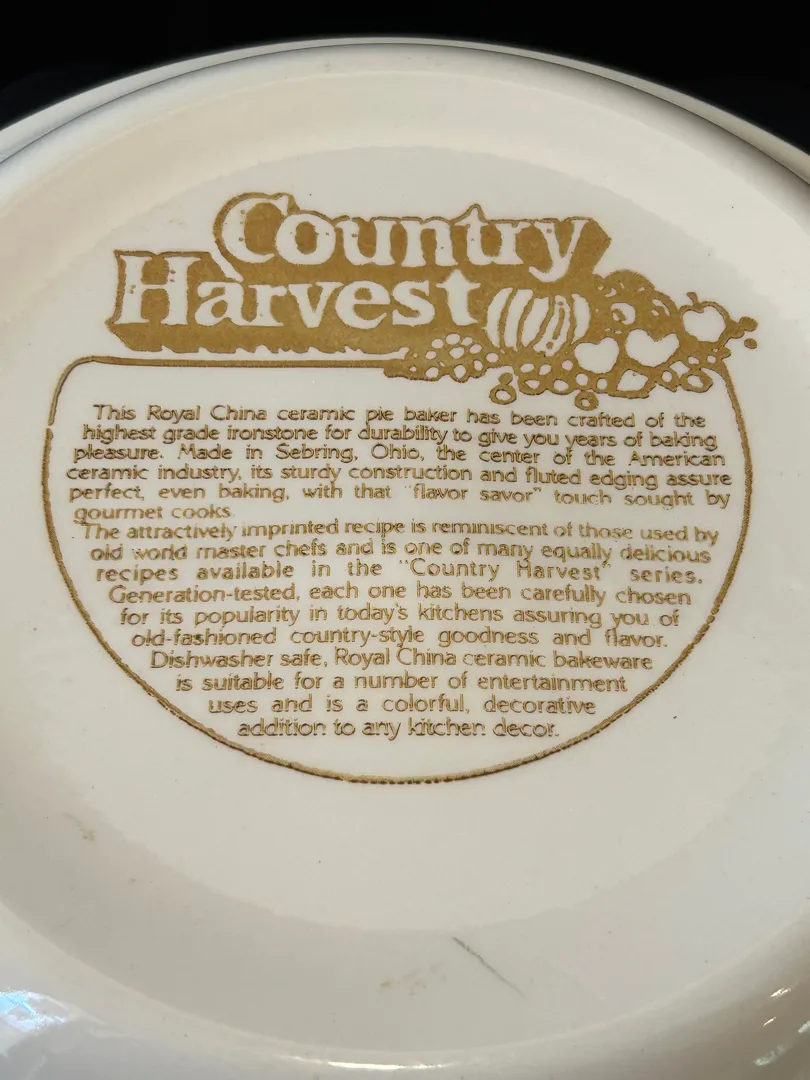 Country
Harvest
This Royal China ceramic pie baker has been crafted of the
highest grade ironstone for durability to give you years of baking
pleasure. Made in Sebring, Ohio, the center of the American
ceramic industry, its sturdy construction and fluted edging assure
perfect, even baking, with that "flavor savor" touch sought by
gourmet cooks.
The attractively imprinted recipe is reminiscent of those used by
old world master chefs and is one of many equally delicious
recipes available in the "Country Harvest" series.
Generation-tested, each one has been carefully chosen
for its popularity in today's kitchens assuring you of
old-fashioned country-style goodness and flavor.
Dishwasher safe, Royal China ceramic bakeware
is suitable for a number of entertainment
uses and is a colorful, decorative
addition to any kitchen decor.